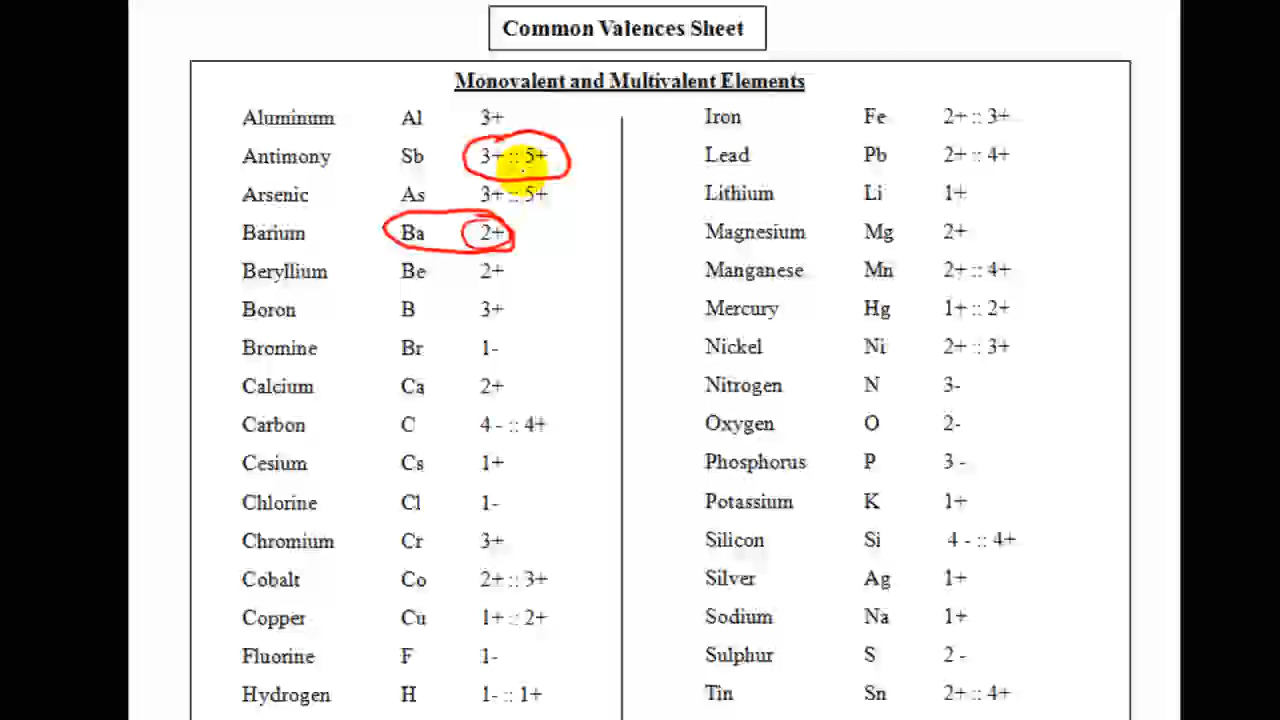 Common Valences Sheet
Monovalent and Multivalent Elements
Aluminum Al 3+
Antimony Sb 3+ :: 5+
Arsenic As 3+ :: 5+
Barium Ba 2+
Beryllium Be 2+
Boron B 3+
Bromine Br 1-
Calcium Ca 2+
Carbon C 4 - :: 4+
Cesium Cs 1+
Chlorine Cl 1-
Chromium Cr 3+
Cobalt Co 2+ :: 3+
Copper Cu 1+ :: 2+
Fluorine F 1-
Hydrogen H 1- :: 1+
Iron Fe 2+ :: 3+
Lead Pb 2+ :: 4+
Lithium Li 1+
Magnesium Mg 2+
Manganese Mn 2+ :: 4+
Mercury Hg 1+ :: 2+
Nickel Ni 2+ :: 3+
Nitrogen N 3-
Oxygen O 2-
Phosphorus P 3 -
Potassium K 1+
Silicon Si 4 - :: 4+
Silver Ag 1+
Sodium Na 1+
Sulphur S 2 -
Tin Sn 2+ :: 4+